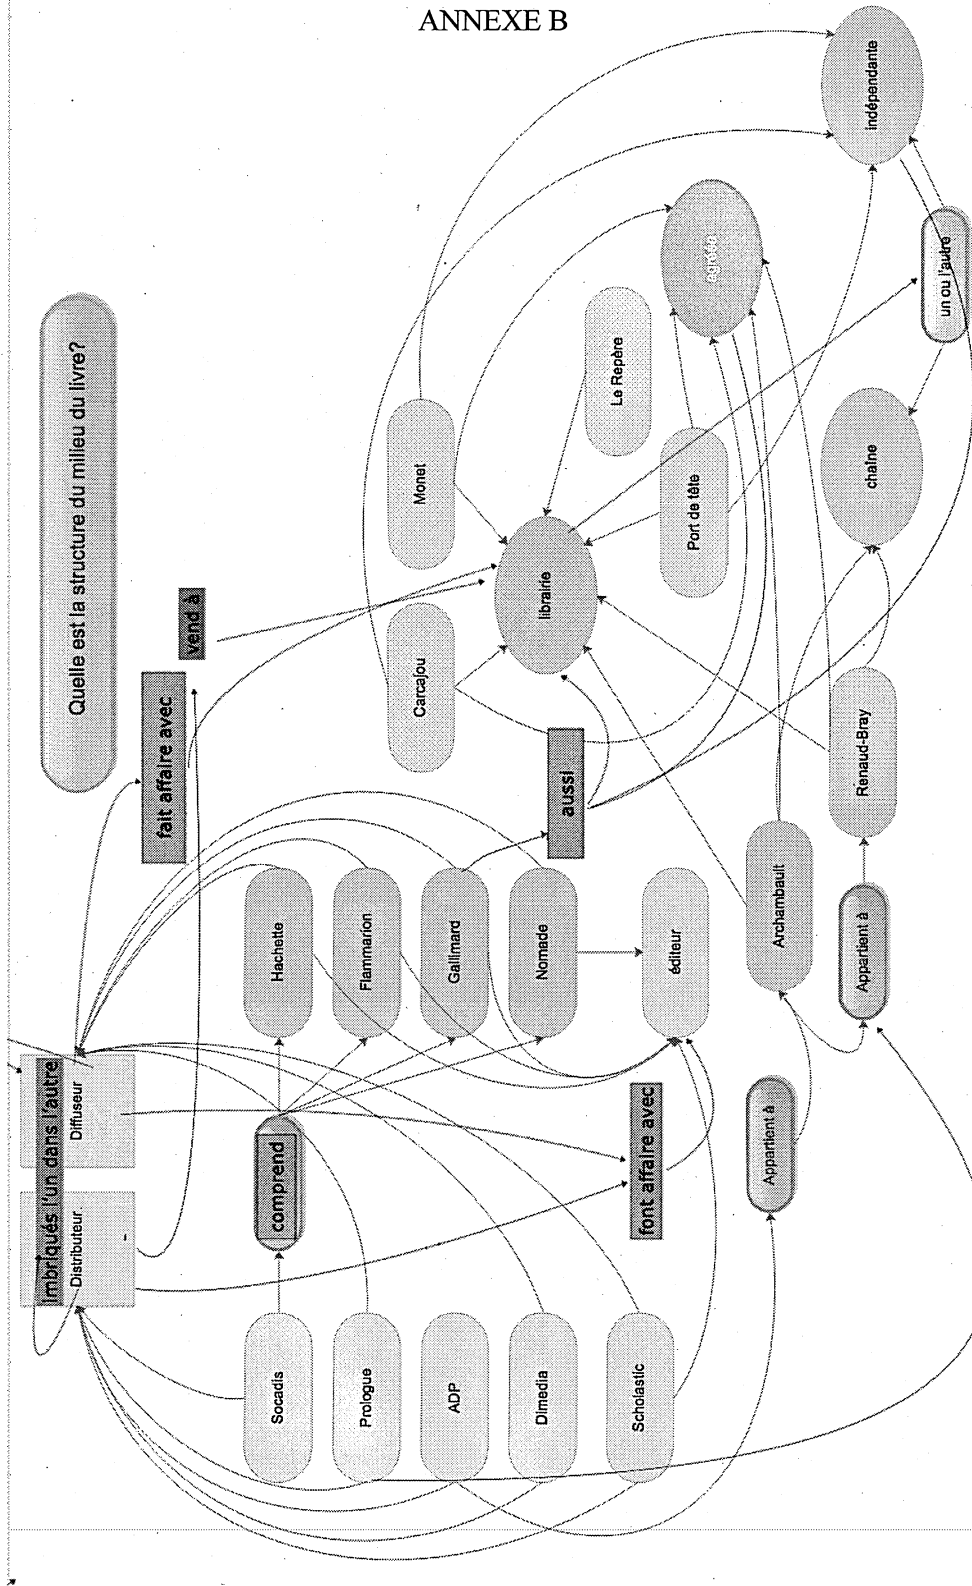 ANNEXE B
Quelle est la structure du milieu du livre?
Imbriqués l'un dans l'autre
Distributeur
Diffuseur
fait affaire avec
vend à
Socadis
comprend
Hachette
Prologue
Flammarion
ADP
Gallimard
Dimedia
Nomade
Scholastic
font affaire avec
éditeur
aussi
Carcajou
Monet
librairie
Le Repère
Port de tête
agréée
Appartient à
Archambault
Appartient à
Renaud-Bray
chaîne
indépendante
un ou l'autre